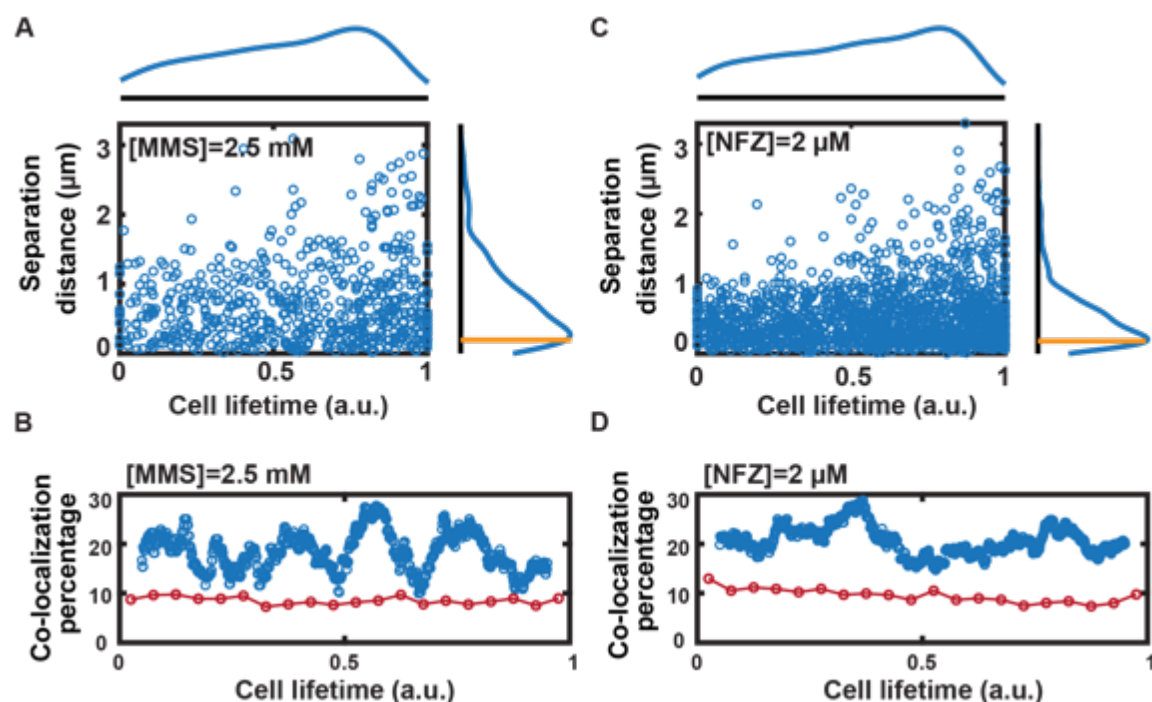 A
[MMS]=2.5 mM
Separation
distance (µm)
3
2
1
0
0
0.5
1
Cell lifetime (a.u.)
C
[NFZ]=2 µM
Separation
distance (µm)
3
2
1
0
0
0.5
1
Cell lifetime (a.u.)
B
[MMS]=2.5 mM
Co-localization
percentage
30
20
10
0
0
0.5
1
Cell lifetime (a.u.)
D
[NFZ]=2 µM
Co-localization
percentage
30
20
10
0
0
0.5
1
Cell lifetime (a.u.)